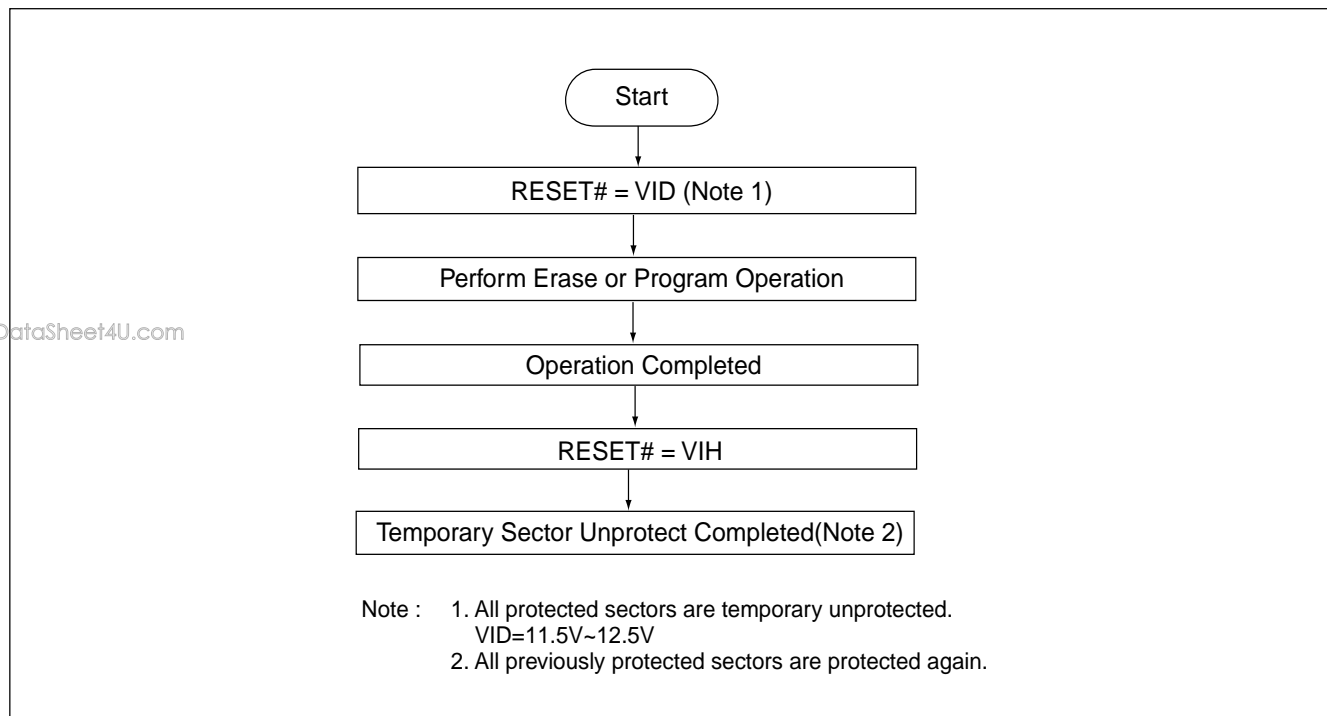 Start
RESET# = VID (Note 1)
Perform Erase or Program Operation
DataSheet4U.com
Operation Completed
RESET# = VIH
Temporary Sector Unprotect Completed(Note 2)
Note : 1. All protected sectors are temporary unprotected.
VID=11.5V~12.5V
2. All previously protected sectors are protected again.